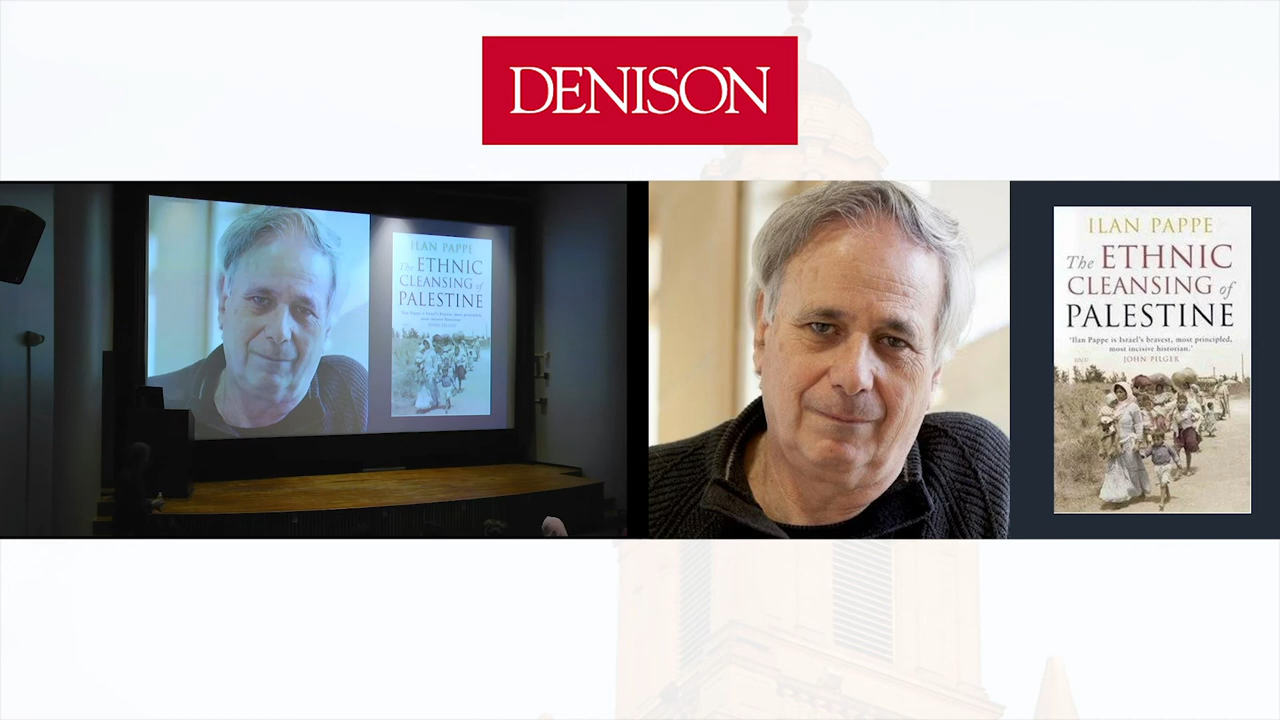 DENISON
ILAN PAPPE
The ETHNIC
CLEANSING of
PALESTINE
ILAN PAPPE
The ETHNIC
CLEANSING of
PALESTINE
'Ilan Pappe is Israel's bravest, most principled,
most incisive historian.'
JOHN PILGER